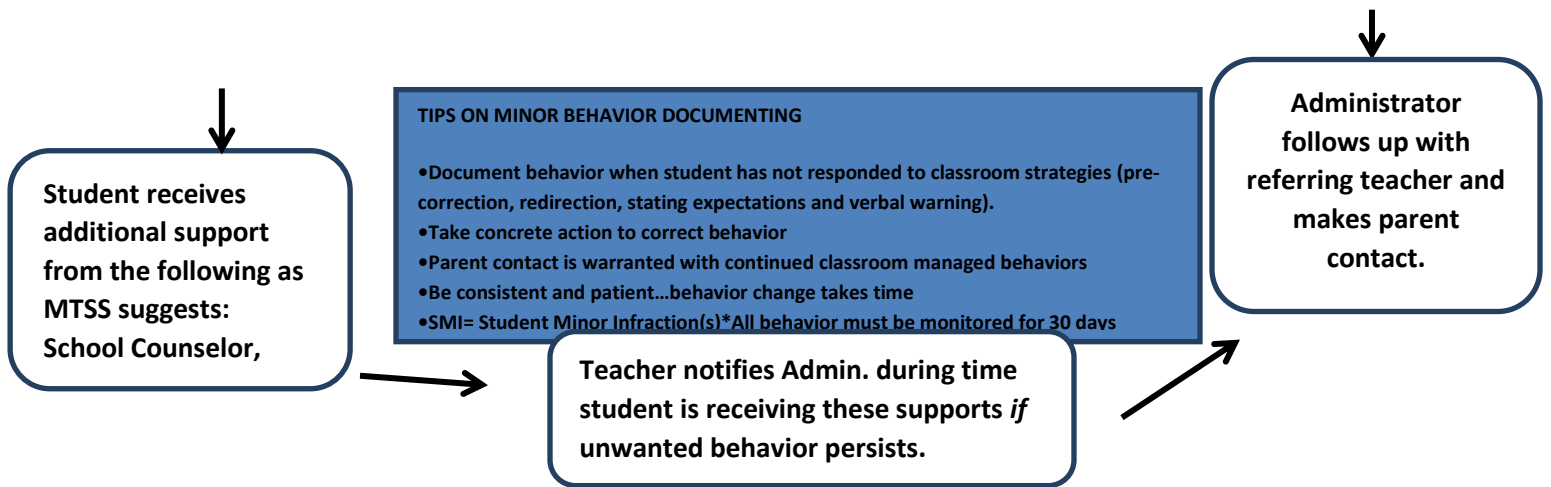 Student receives
additional support
from the following as
MTSS suggests:
School Counselor,
TIPS ON MINOR BEHAVIOR DOCUMENTING
•Document behavior when student has not responded to classroom strategies (pre-
correction, redirection, stating expectations and verbal warning).
•Take concrete action to correct behavior
•Parent contact is warranted with continued classroom managed behaviors
•Be consistent and patient…behavior change takes time
•SMI= Student Minor Infraction(s)*All behavior must be monitored for 30 days
Teacher notifies Admin. during time
student is receiving these supports if
unwanted behavior persists.
Administrator
follows up with
referring teacher and
makes parent
contact.